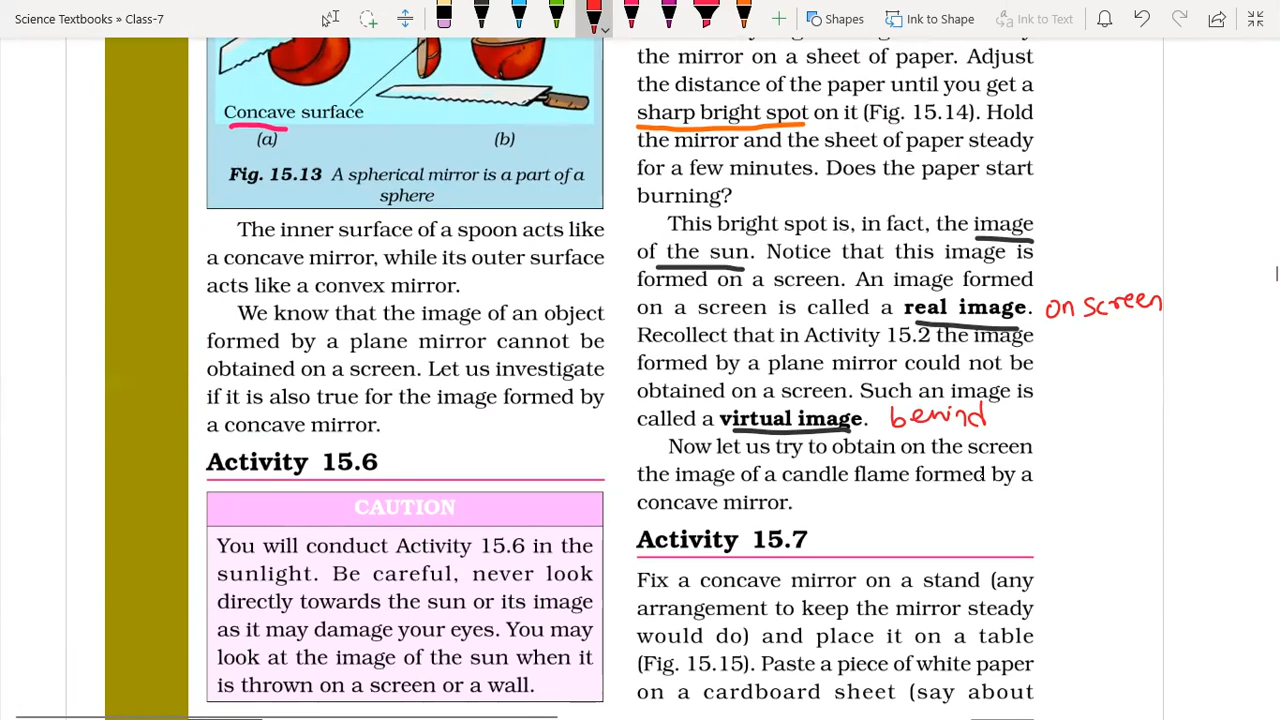 Science Textbooks » Class-7
Shapes
Ink to Shape
Ink to Text
Concave surface
(a)
(b)
Fig. 15.13 A spherical mirror is a part of a
sphere
The inner surface of a spoon acts like
a concave mirror, while its outer surface
acts like a convex mirror.
We know that the image of an object
formed by a plane mirror cannot be
obtained on a screen. Let us investigate
if it is also true for the image formed by
a concave mirror.
Activity 15.6
CAUTION
You will conduct Activity 15.6 in the
sunlight. Be careful, never look
directly towards the sun or its image
as it may damage your eyes. You may
look at the image of the sun when it
is thrown on a screen or a wall.
the mirror on a sheet of paper. Adjust
the distance of the paper until you get a
sharp bright spot on it (Fig. 15.14). Hold
the mirror and the sheet of paper steady
for a few minutes. Does the paper start
burning?
This bright spot is, in fact, the image
of the sun. Notice that this image is
formed on a screen. An image formed
on a screen is called a real image. on screen
Recollect that in Activity 15.2 the image
formed by a plane mirror could not be
obtained on a screen. Such an image is
called a virtual image. behind
Now let us try to obtain on the screen
the image of a candle flame formed by a
concave mirror.
Activity 15.7
Fix a concave mirror on a stand (any
arrangement to keep the mirror steady
would do) and place it on a table
(Fig. 15.15). Paste a piece of white paper
on a cardboard sheet (say about